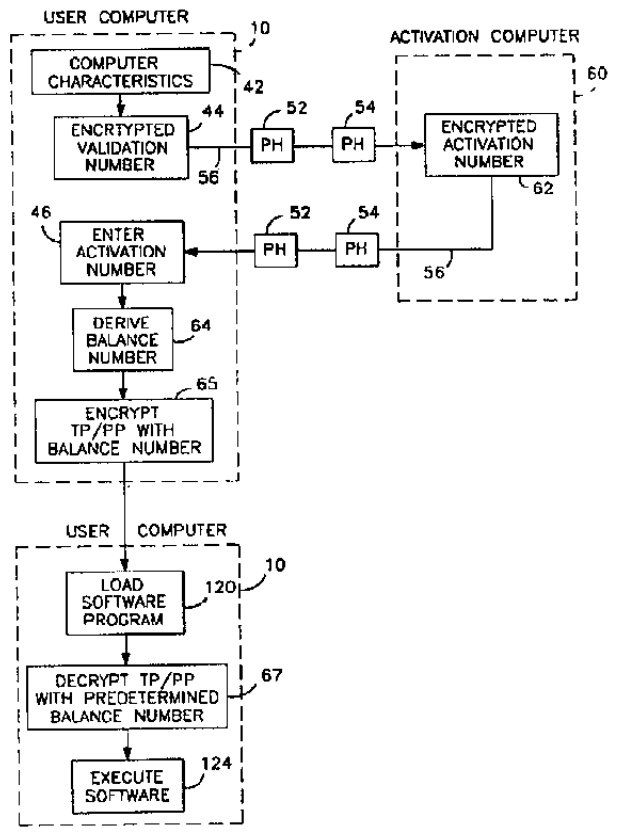 USER COMPUTER
10
COMPUTER
CHARACTERISTICS
42
44
ENCRTYPTED
VALIDATION
NUMBER
56
52
PH
54
PH
ACTIVATION COMPUTER
60
ENCRYPTED
ACTIVATION
NUMBER
62
46
ENTER
ACTIVATION
NUMBER
52
PH
54
PH
56
DERIVE
BALANCE
NUMBER
64
65
ENCRYPT
TP/PP WITH
BALANCE NUMBER
USER COMPUTER
10
LOAD
SOFTWARE
PROGRAM
120
DECRYPT TP/PP
WITH PREDETERMINED
BALANCE NUMBER
67
EXECUTE
SOFTWARE
124